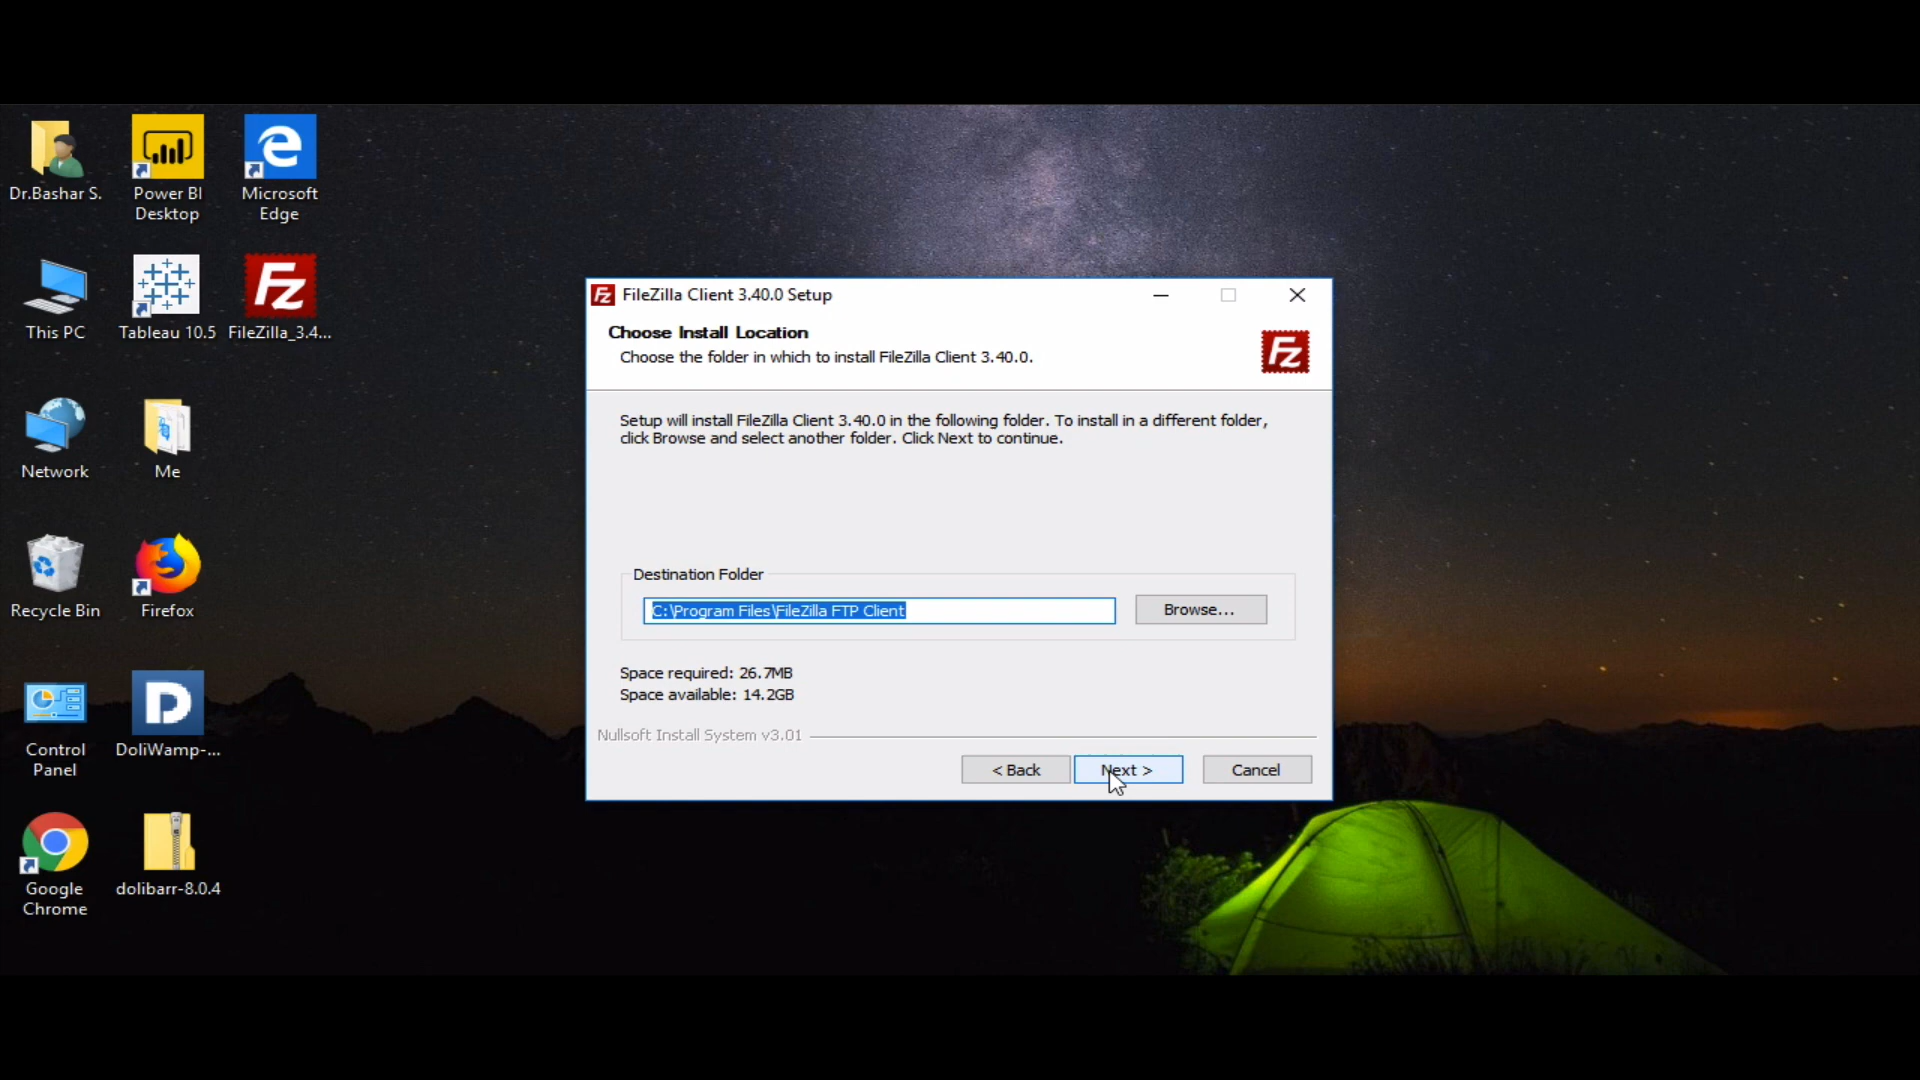 Dr.Bashar S.
Power BI
Desktop
Microsoft
Edge
This PC
Tableau 10.5
FileZilla_3.4...
Network
Me
Recycle Bin
Firefox
Control
Panel
DoliWamp-...
Google
Chrome
dolibarr-8.0.4
FileZilla Client 3.40.0 Setup
Choose Install Location
Choose the folder in which to install FileZilla Client 3.40.0.
Setup will install FileZilla Client 3.40.0 in the following folder. To install in a different folder,
click Browse and select another folder. Click Next to continue.
Destination Folder
C:\Program Files\FileZilla FTP Client
Browse...
Space required: 26.7MB
Space available: 14.2GB
Nullsoft Install System v3.01
< Back
Next >
Cancel